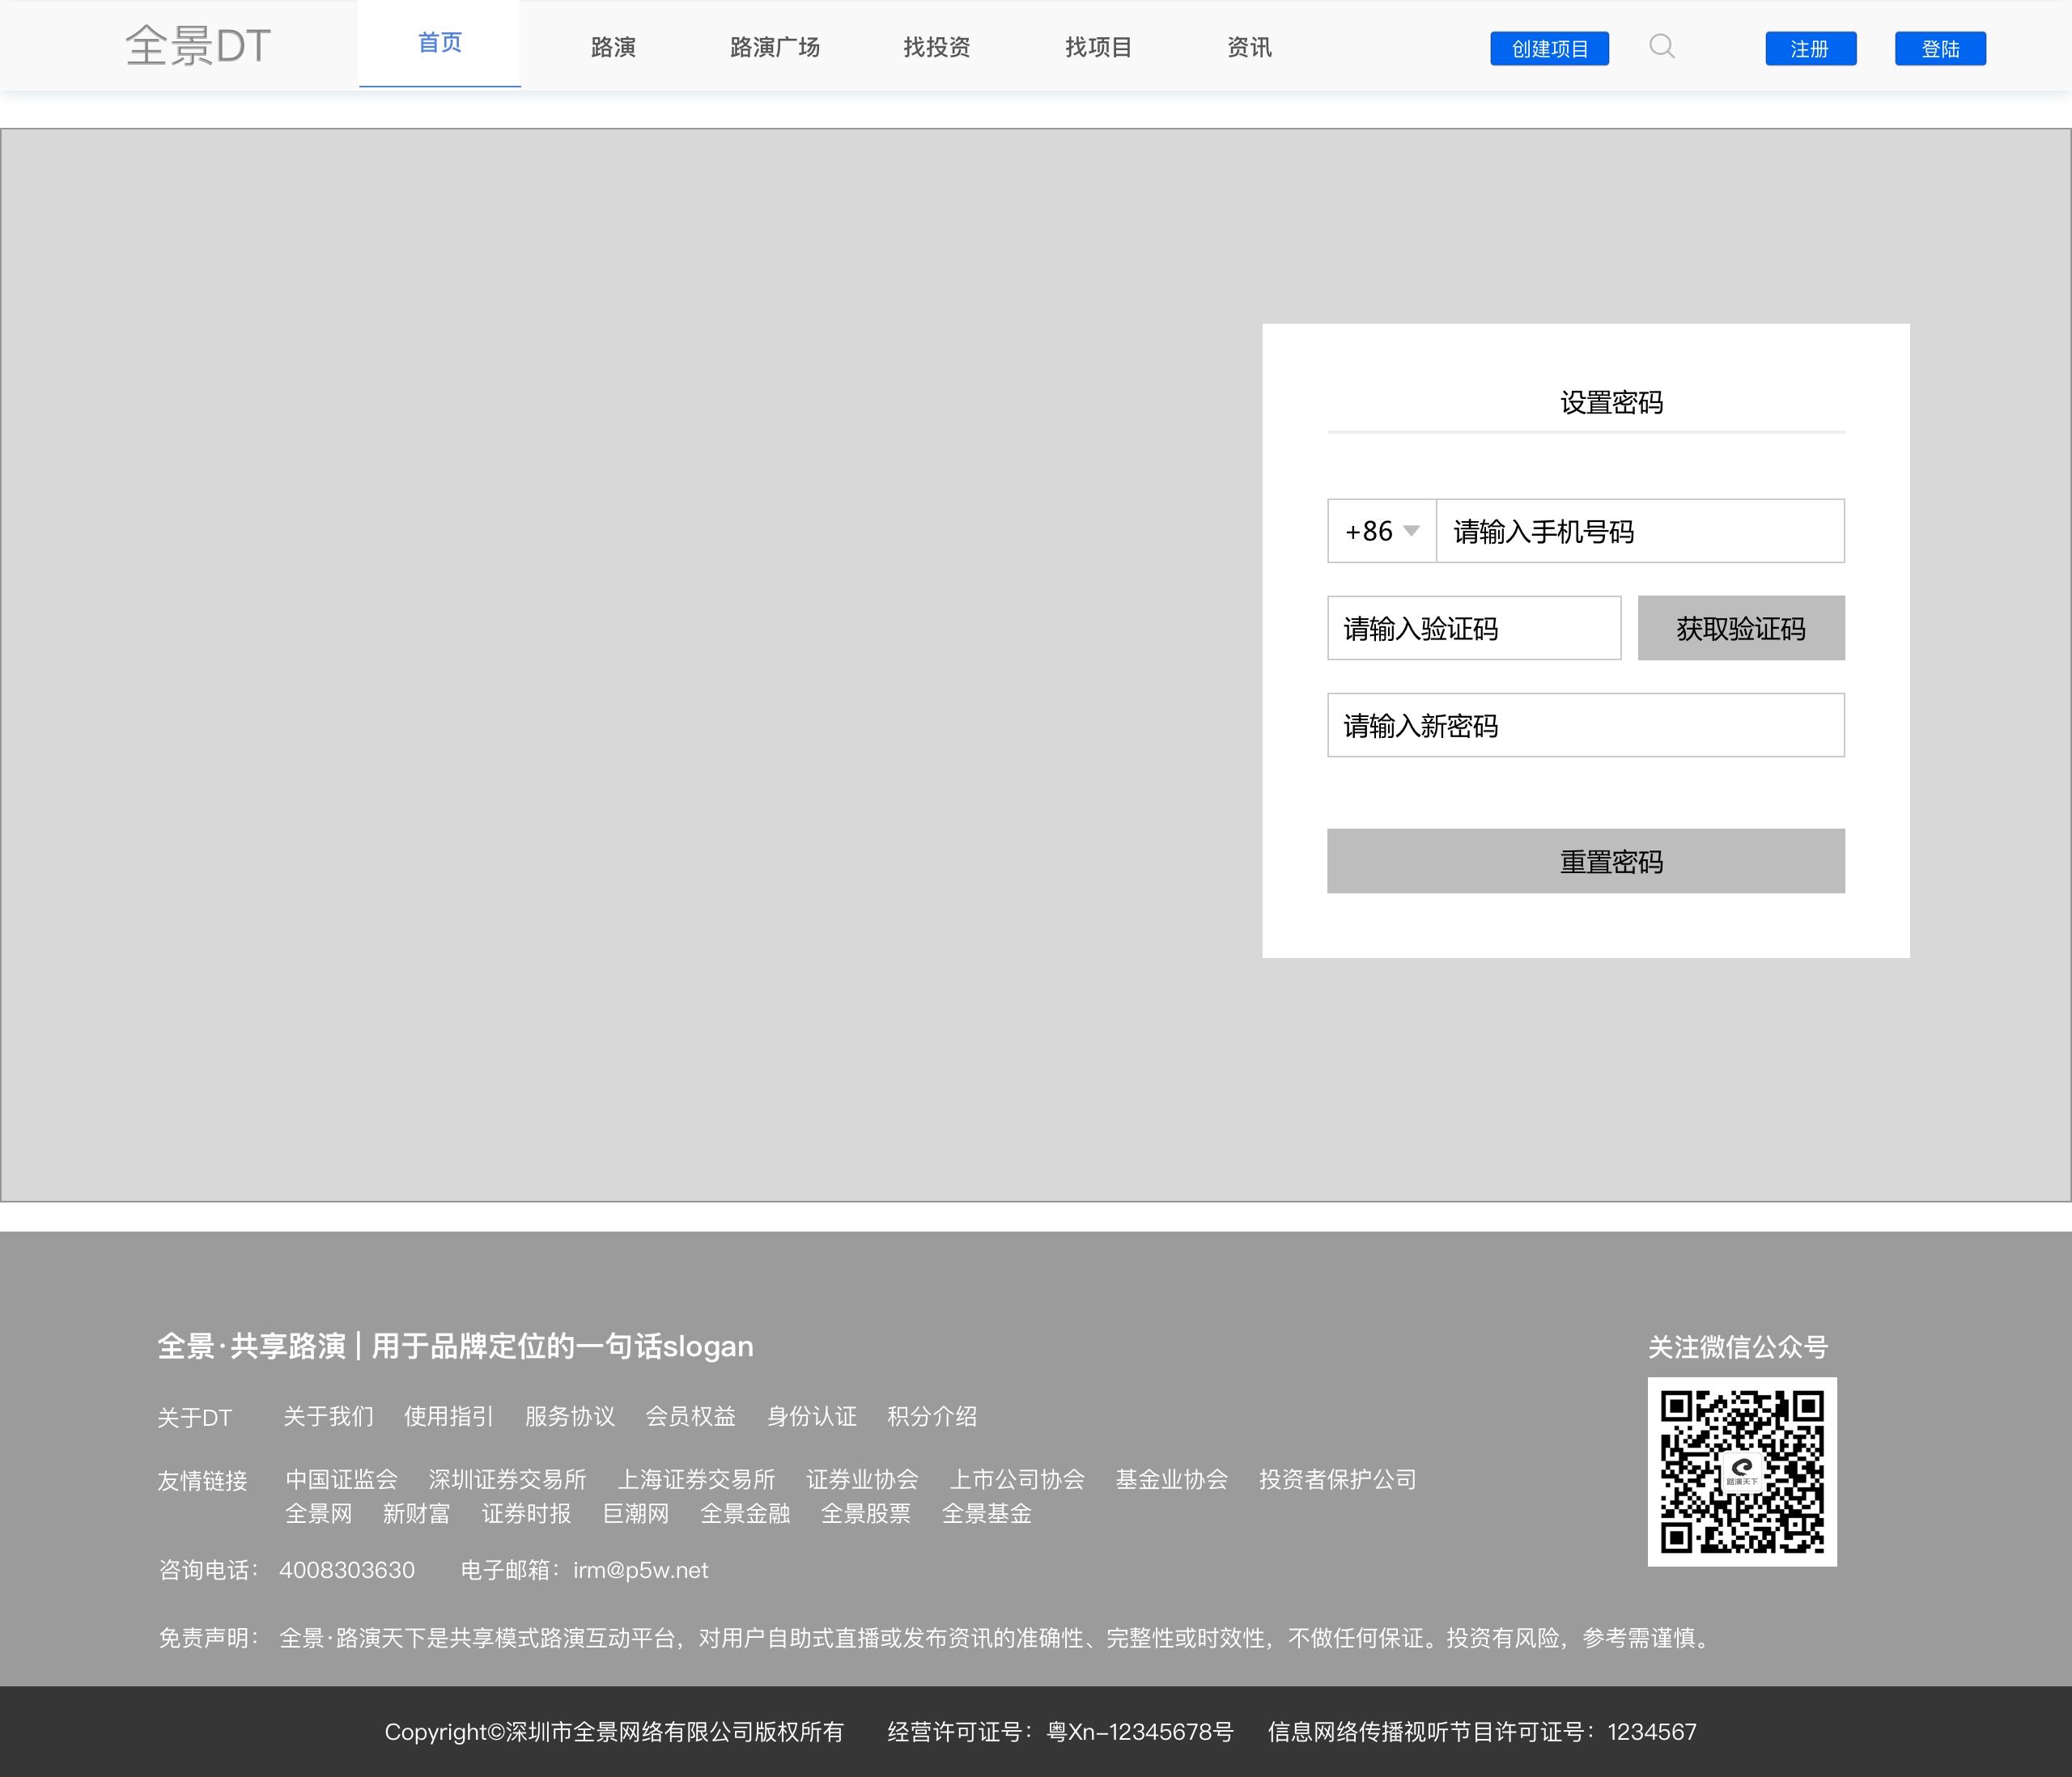 全景DT 首页 路演 路演广场 找投资 找项目 资讯 创建项目 注册 登陆
设置密码
+86 请输入手机号码
请输入验证码 获取验证码
请输入新密码
重置密码
全景·共享路演 | 用于品牌定位的一句话slogan
关于DT 关于我们 使用指引 服务协议 会员权益 身份认证 积分介绍
友情链接 中国证监会 深圳证券交易所 上海证券交易所 证券业协会 上市公司协会 基金业协会 投资者保护公司
全景网 新财富 证券时报 巨潮网 全景金融 全景股票 全景基金
咨询电话： 4008303630 电子邮箱：irm@p5w.net
免责声明： 全景·路演天下是共享模式路演互动平台，对用户自助式直播或发布资讯的准确性、完整性或时效性，不做任何保证。投资有风险，参考需谨慎。
关注微信公众号
路演天下
Copyright©深圳市全景网络有限公司版权所有 经营许可证号：粤Xn-12345678号 信息网络传播视听节目许可证号：1234567